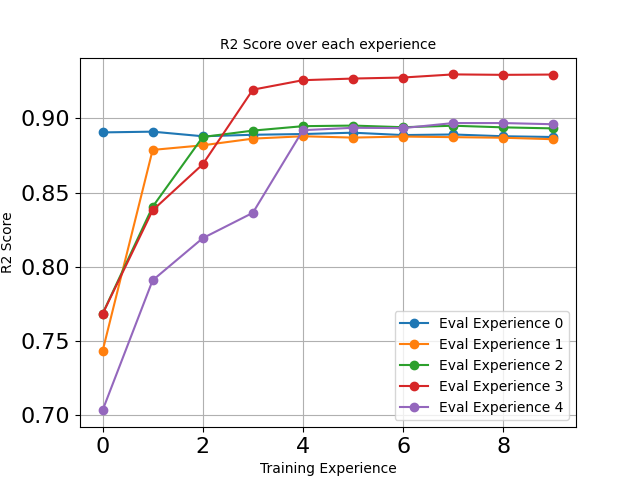 R2 Score over each experience
R2 Score
0.90
0.85
0.80
0.75
0.70
0
2
4
6
8
Training Experience
Eval Experience 0
Eval Experience 1
Eval Experience 2
Eval Experience 3
Eval Experience 4